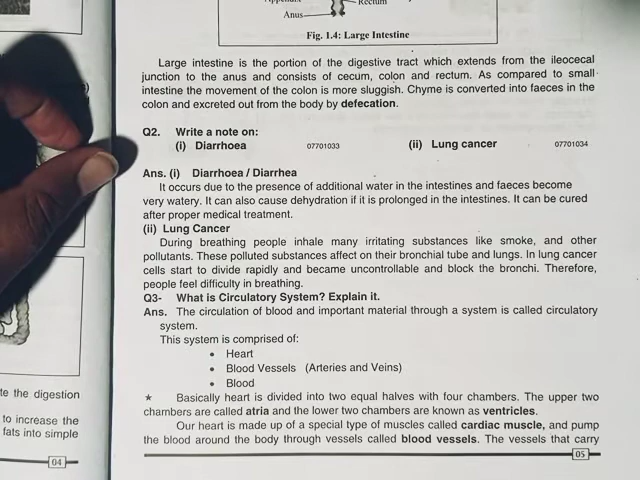 Rectum
Anus
Fig. 1.4: Large Intestine
Large intestine is the portion of the digestive tract which extends from the ileocecal
junction to the anus and consists of cecum, colon and rectum. As compared to small
intestine the movement of the colon is more sluggish. Chyme is converted into faeces in the
colon and excreted out from the body by defecation.
Q2. Write a note on:
(i) Diarrhoea 07701033 (ii) Lung cancer 07701034
Ans. (i) Diarrhoea / Diarrhea
It occurs due to the presence of additional water in the intestines and faeces become
very watery. It can also cause dehydration if it is prolonged in the intestines. It can be cured
after proper medical treatment.
(ii) Lung Cancer
During breathing people inhale many irritating substances like smoke, and other
pollutants. These polluted substances affect on their bronchial tube and lungs. In lung cancer
cells start to divide rapidly and became uncontrollable and block the bronchi. Therefore,
people feel difficulty in breathing.
Q3- What is Circulatory System? Explain it.
Ans. The circulation of blood and important material through a system is called circulatory
system.
This system is comprised of:
• Heart
• Blood Vessels (Arteries and Veins)
• Blood
★ Basically heart is divided into two equal halves with four chambers. The upper two
chambers are called atria and the lower two chambers are known as ventricles.
Our heart is made up of a special type of muscles called cardiac muscle, and pump
the blood around the body through vessels called blood vessels. The vessels that carry
05
te the digestion
to increase the
fats into simple
04